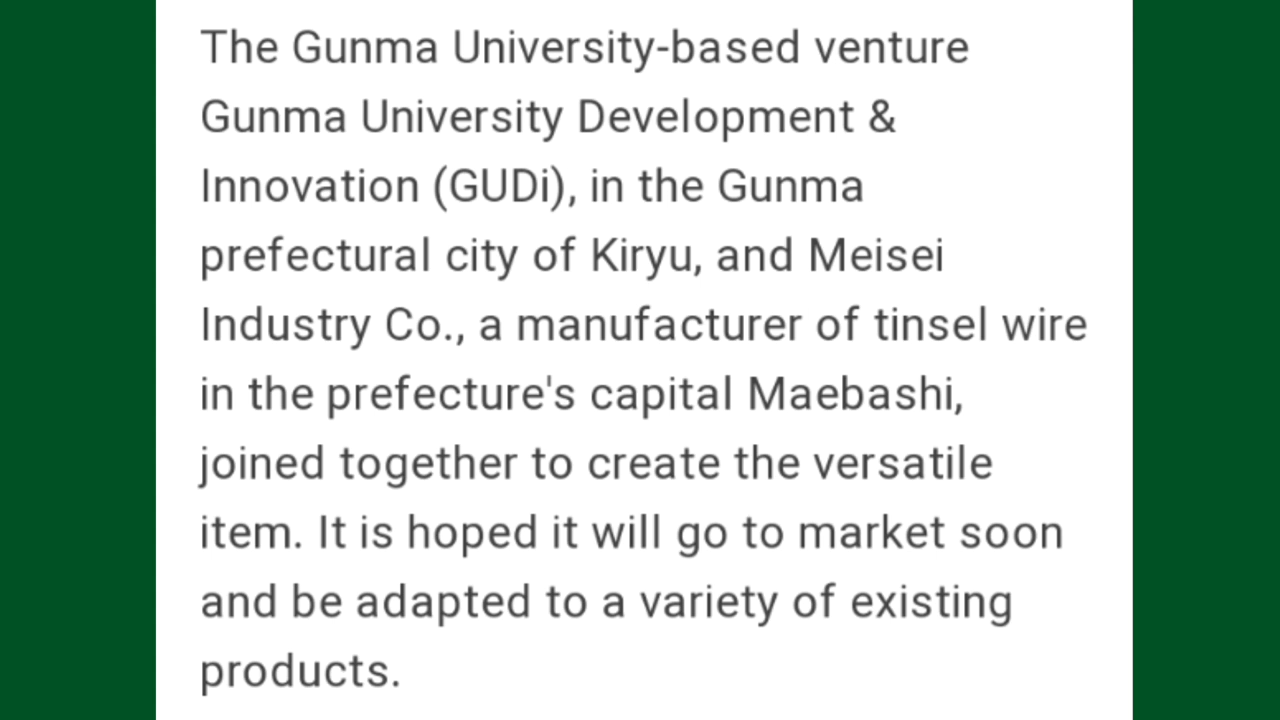 The Gunma University-based venture
Gunma University Development &
Innovation (GUDi), in the Gunma
prefectural city of Kiryu, and Meisei
Industry Co., a manufacturer of tinsel wire
in the prefecture's capital Maebashi,
joined together to create the versatile
item. It is hoped it will go to market soon
and be adapted to a variety of existing
products.